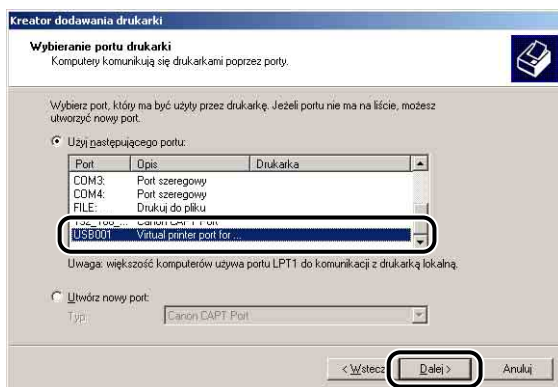 Kreator dodawania drukarki
Wybieranie portu drukarki
Komputery komunikują się drukarkami poprzez porty.
Wybierz port, który ma być użyty przez drukarkę. Jeżeli portu nie ma na liście, możesz
utworzyć nowy port.
Użyj następującego portu:
Port Opis Drukarka
COM3: Port szeregowy
COM4: Port szeregowy
FILE: Drukuj do pliku
Canon CAPT Port
USB001 Virtual printer port for ...
Uwaga: większość komputerów używa portu LPT1 do komunikacji z drukarką lokalną.
Utwórz nowy port:
Typ: Canon CAPT Port
< Wstecz Dalej > Anuluj